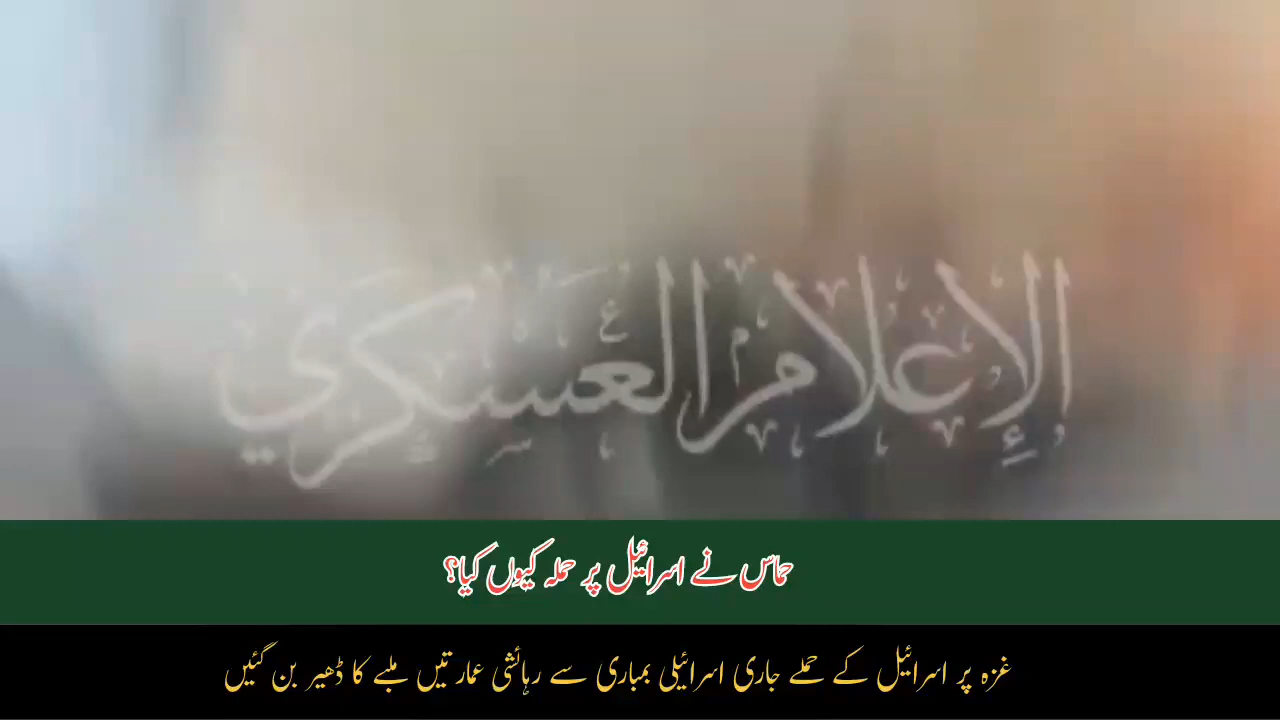 الإعلام العسكري
حماس نے اسرائیل پر حملہ کیوں کیا؟
غزہ پر اسرائیل کے حملے جاری اسرائیلی بمباری سے رہائشی عمارتیں ملبے کا ڈھیر بن گئیں